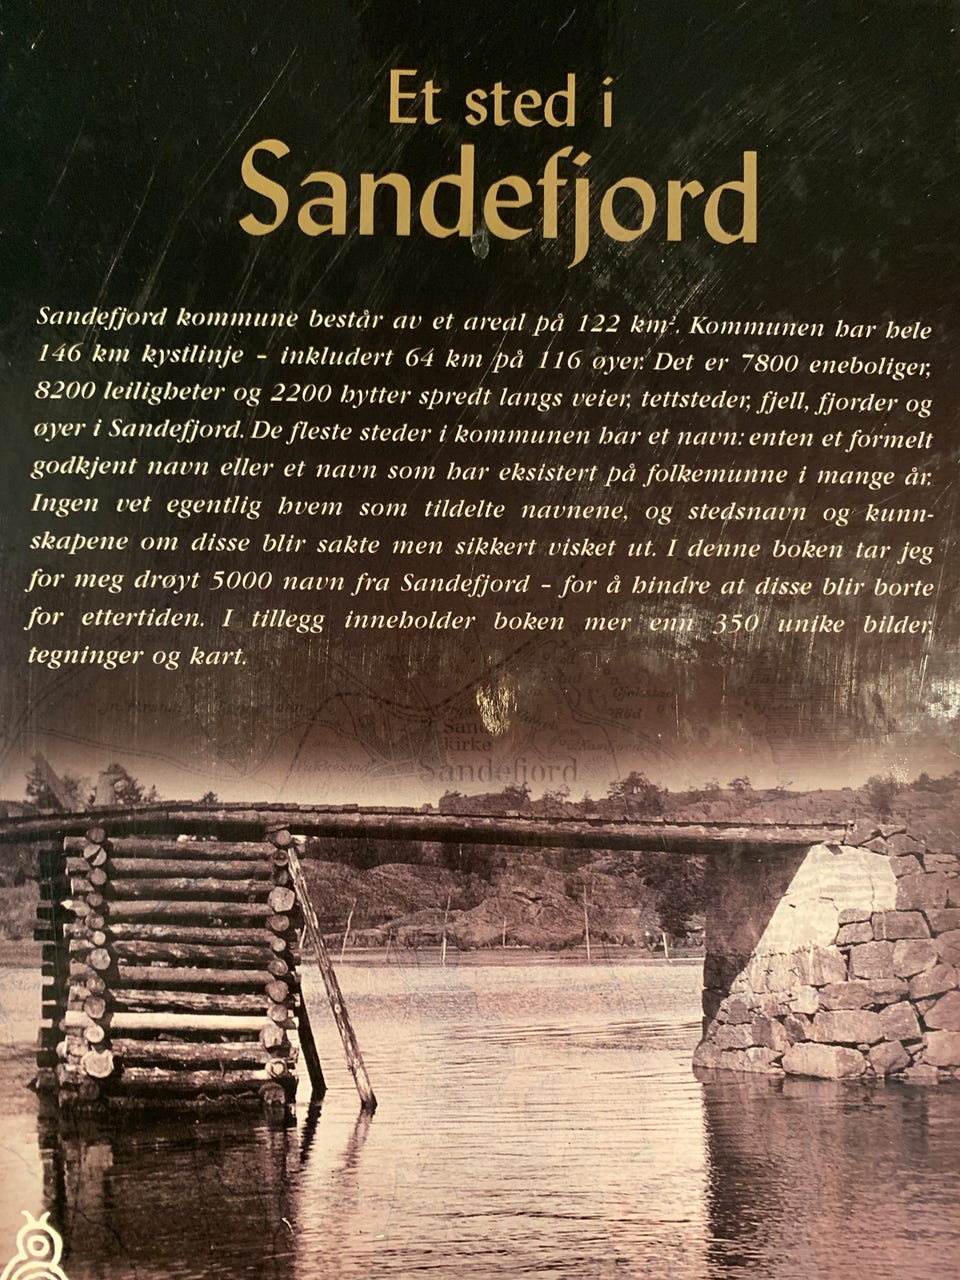 Et sted i
Sandefjord
Sandefjord kommune består av et areal på 122 km². Kommunen har hele
146 km kystlinje – inkludert 64 km på 116 øyer. Det er 7800 eneboliger,
8200 leiligheter og 2200 hytter spredt langs veier, tettsteder, fjell, fjorder og
øyer i Sandefjord. De fleste steder i kommunen har et navn: enten et formelt
godkjent navn eller et navn som har eksistert på folkemunne i mange år.
Ingen vet egentlig hvem som tildelte navnene, og stedsnavn og kunn-
skapene om disse blir sakte men sikkert visket ut. I denne boken tar jeg
for meg drøyt 5000 navn fra Sandefjord – for å hindre at disse blir borte
for ettertiden. I tillegg inneholder boken mer enn 350 unike bilder,
tegninger og kart.
kirke
Sandefjord